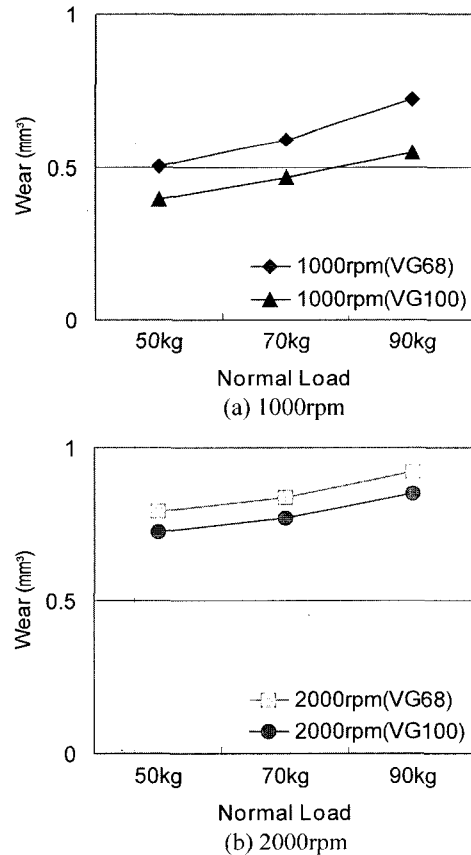 1
0.5
0
Wear (mm³)
1000rpm(VG68)
1000rpm(VG100)
50kg
70kg
90kg
Normal Load
(a) 1000rpm
1
0.5
0
Wear (mm³)
2000rpm(VG68)
2000rpm(VG100)
50kg
70kg
90kg
Normal Load
(b) 2000rpm